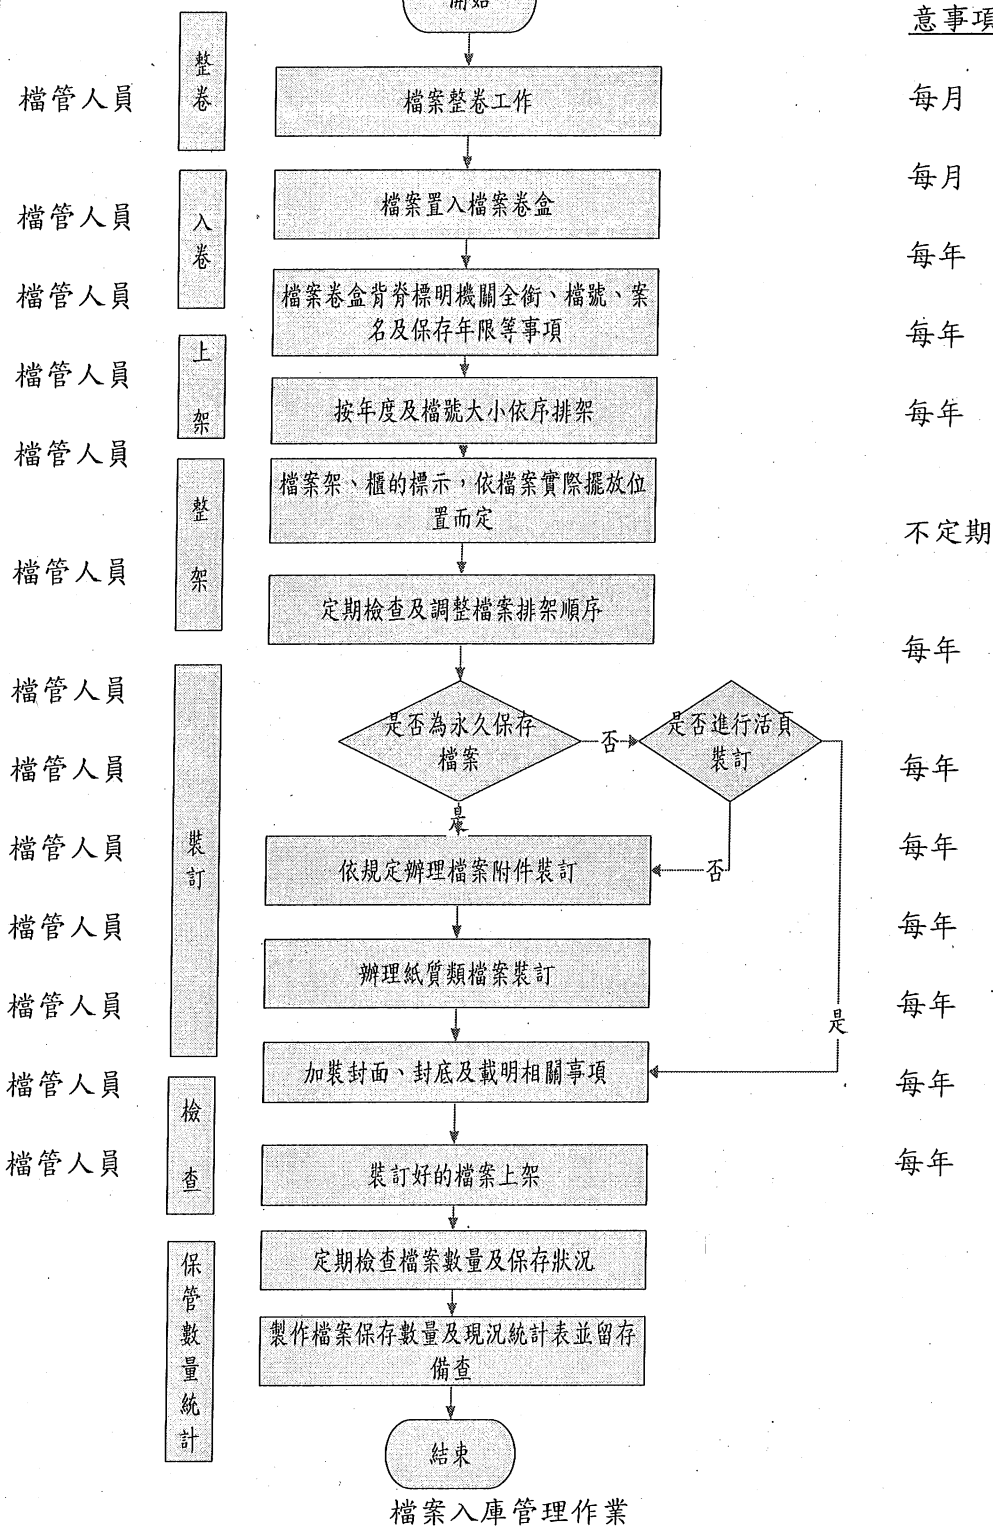 開始
意事項
整卷
檔管人員
檔案整卷工作
每月
入卷
檔管人員
檔案置入檔案卷盒
每月
檔管人員
檔案卷盒背脊標明機關全銜、檔號、案
名及保存年限等事項
每年
上架
檔管人員
按年度及檔號大小依序排架
每年
整架
檔管人員
檔案架、櫃的標示，依檔案實際擺放位
置而定
每年
檔管人員
定期檢查及調整檔案排架順序
不定期
裝訂
檔管人員
是否為永久保存
檔案
否
是否進行活頁
裝訂
每年
檔管人員
是
每年
檔管人員
依規定辦理檔案附件裝訂
否
每年
檔管人員
辦理紙質類檔案裝訂
每年
檔管人員
是
每年
檢查
檔管人員
加裝封面、封底及載明相關事項
每年
檔管人員
裝訂好的檔案上架
每年
保管數量統計
定期檢查檔案數量及保存狀況
製作檔案保存數量及現況統計表並留存
備查
結束
檔案入庫管理作業